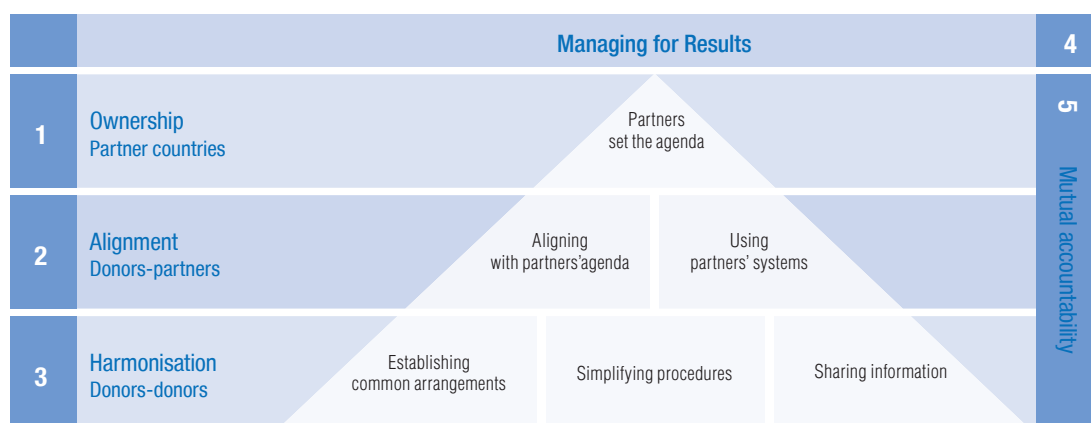 Managing for Results
4
1
Ownership
Partner countries
Partners
set the agenda
5
Mutual accountability
2
Alignment
Donors-partners
Aligning
with partners’agenda
Using
partners’ systems
3
Harmonisation
Donors-donors
Establishing
common arrangements
Simplifying procedures
Sharing information